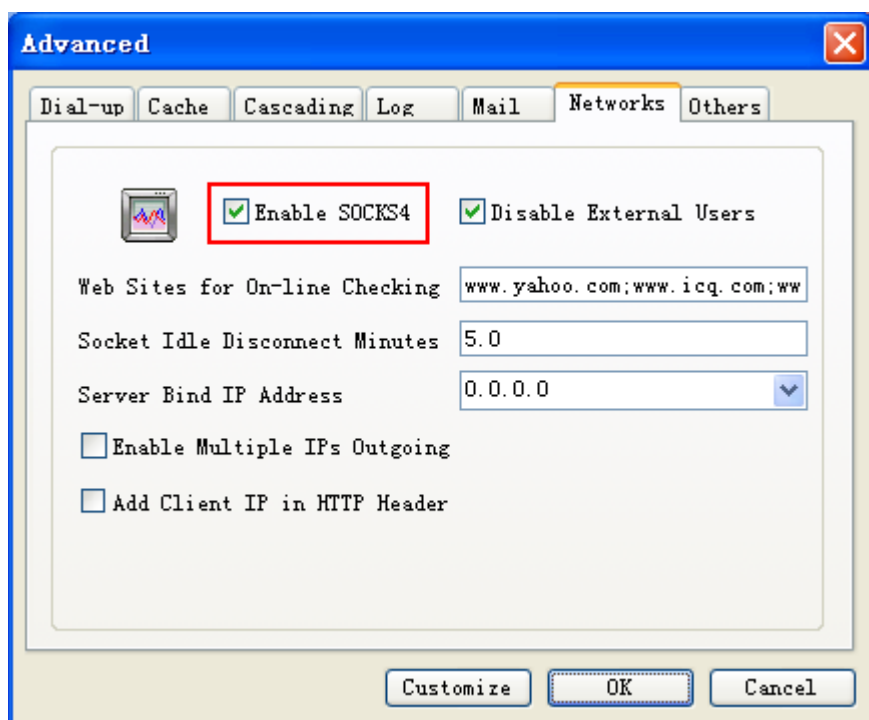 Advanced
Dial-up Cache Cascading Log Mail Networks Others
Enable SOCKS4 Disable External Users
Web Sites for On-line Checking www.yahoo.com;www.icq.com;ww
Socket Idle Disconnect Minutes 5.0
Server Bind IP Address 0.0.0.0
Enable Multiple IPs Outgoing
Add Client IP in HTTP Header
Customize OK Cancel